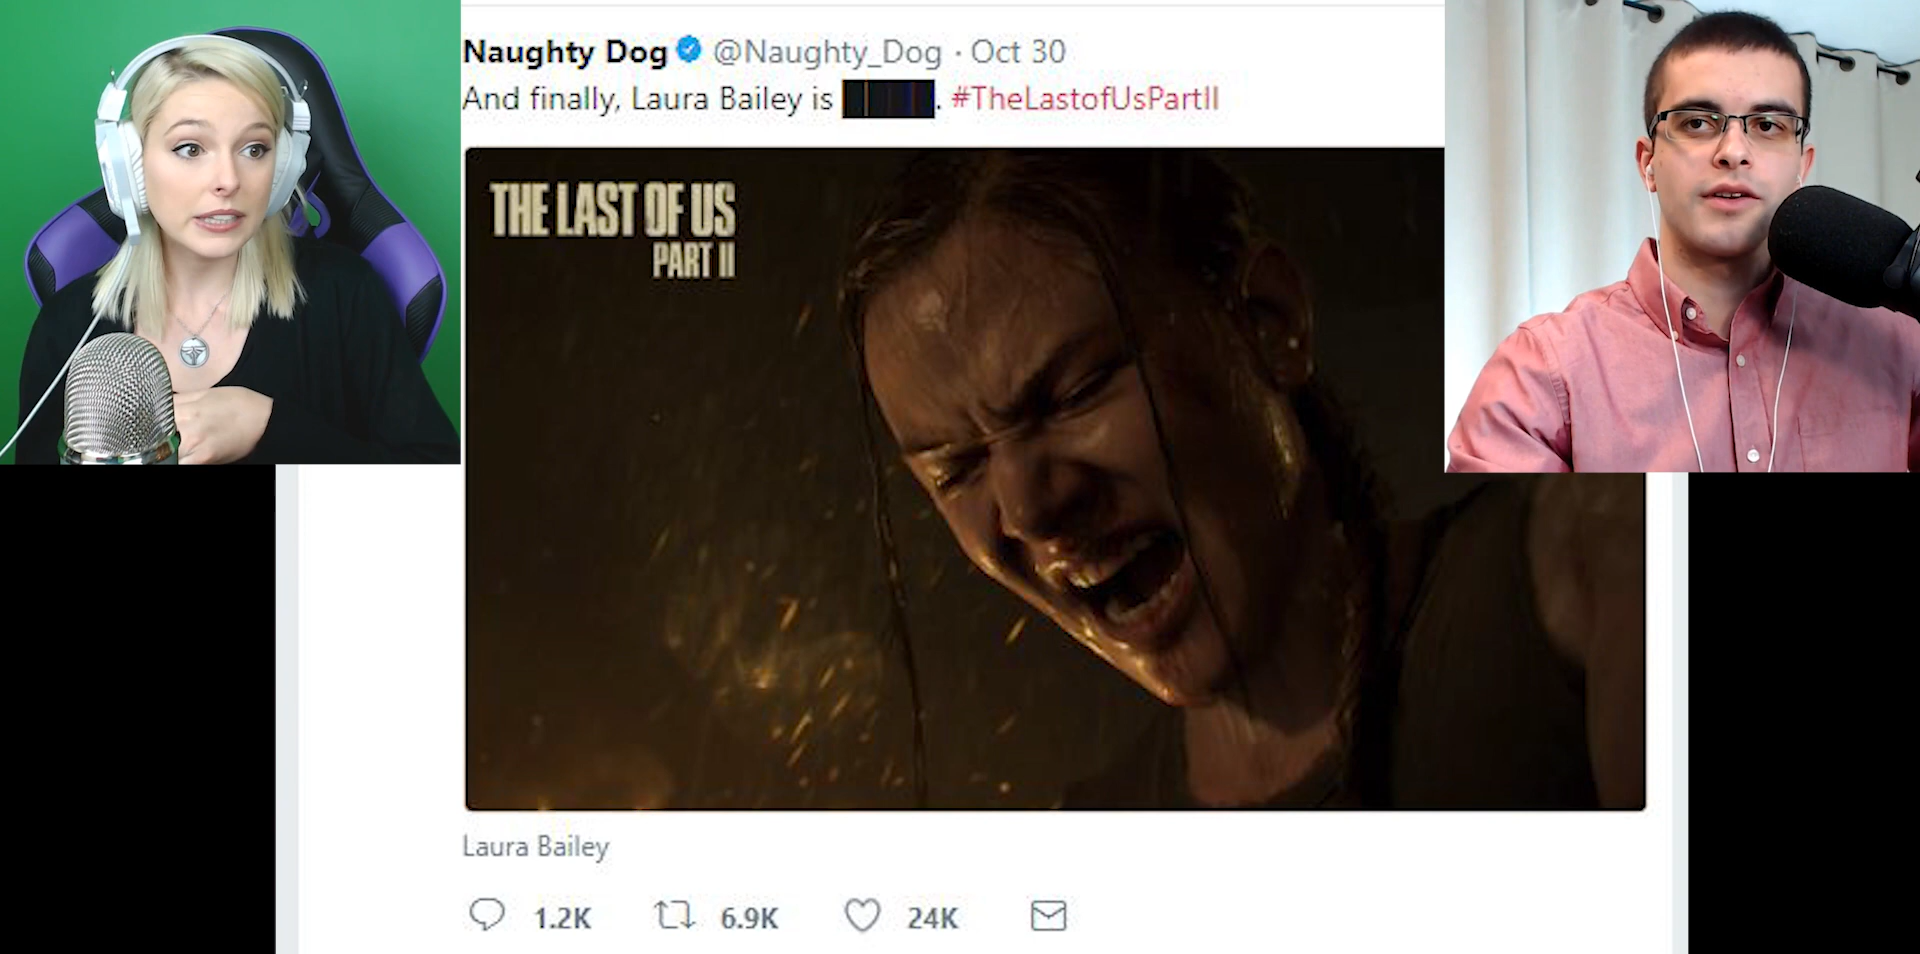 Naughty Dog @Naughty_Dog · Oct 30
And finally, Laura Bailey is . #TheLastofUsPartII
THE LAST OF US
PART II
Laura Bailey
1.2K 6.9K 24K